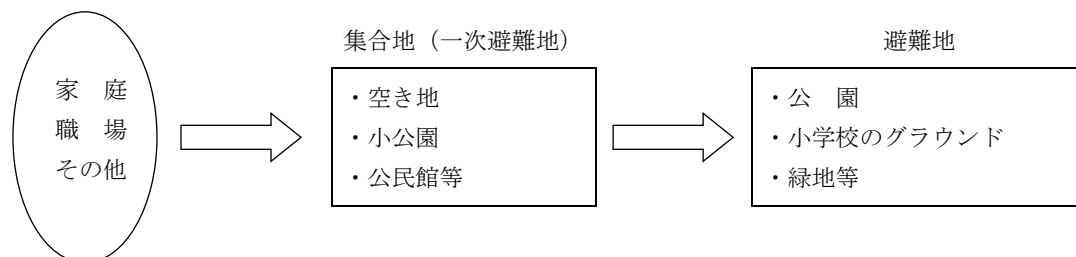 家　庭
職　場
その他
集合地（一次避難地）
・空き地
・小公園
・公民館等
避難地
・公　園
・小学校のグラウンド
・緑地等